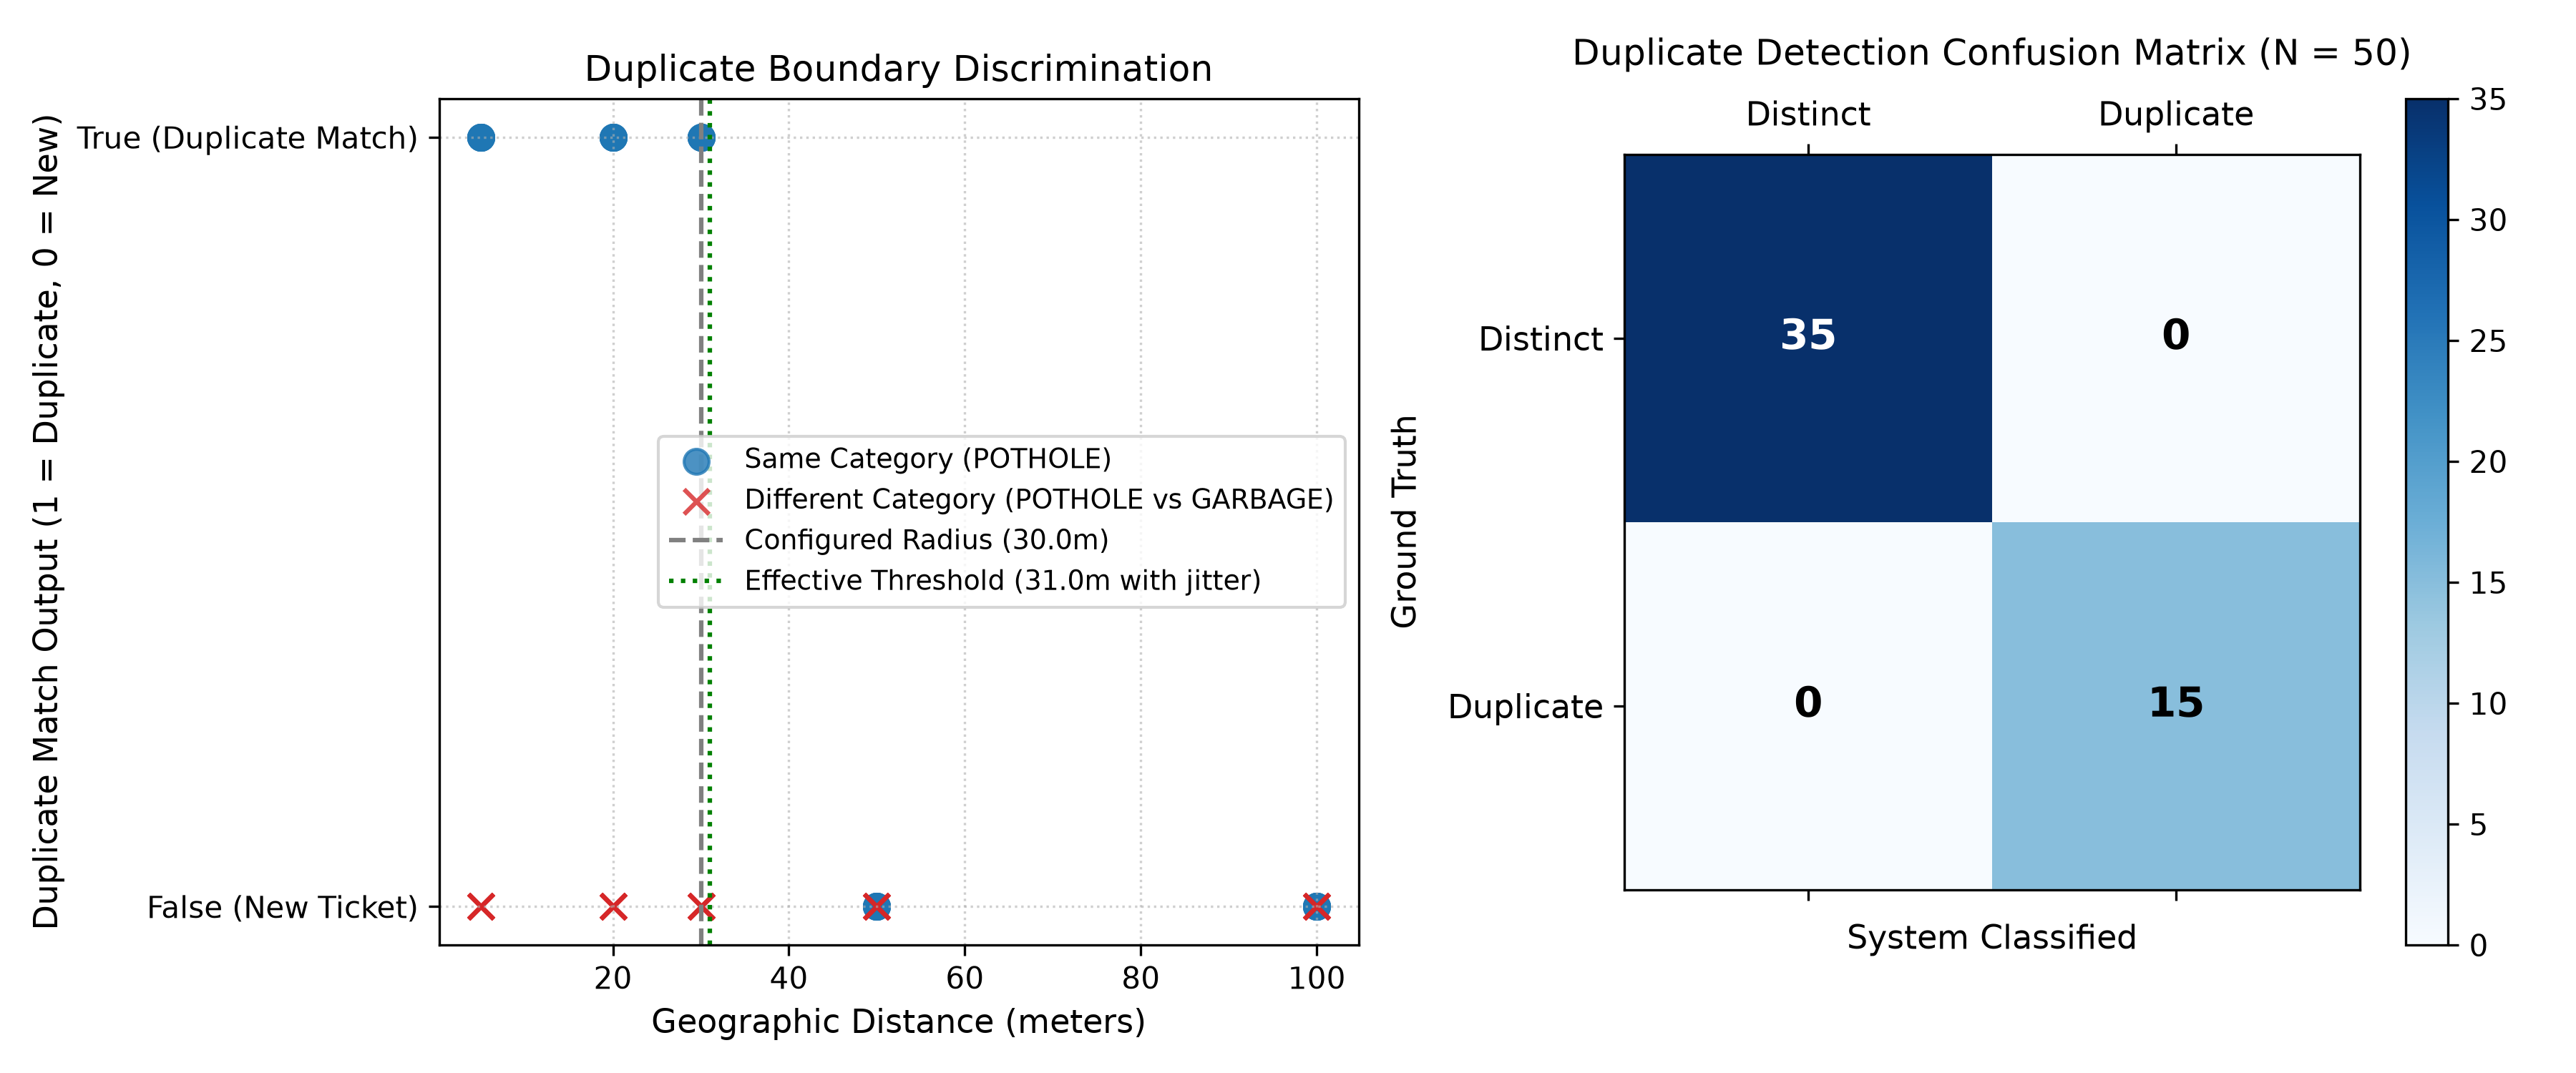 Duplicate Boundary Discrimination
Duplicate Match Output (1 = Duplicate, 0 = New)
True (Duplicate Match)
False (New Ticket)
Same Category (POTHOLE)
Different Category (POTHOLE vs GARBAGE)
Configured Radius (30.0m)
Effective Threshold (31.0m with jitter)
20 40 60 80 100
Geographic Distance (meters)
Duplicate Detection Confusion Matrix (N = 50)
Distinct Duplicate
Ground Truth
Distinct 35 0
Duplicate 0 15
System Classified
35
30
25
20
15
10
5
0